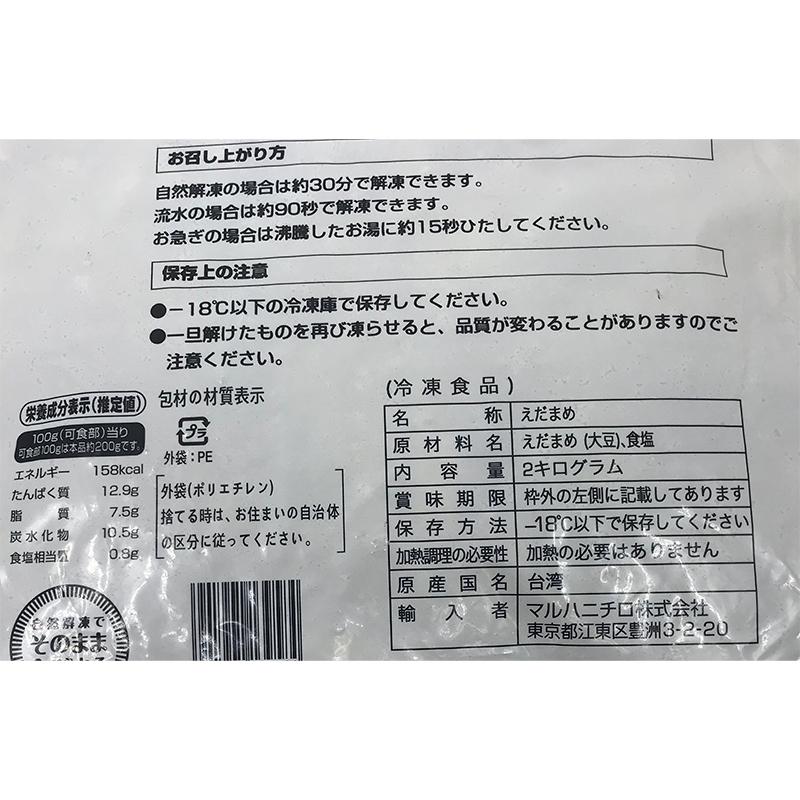 お召し上がり方
自然解凍の場合は約30分で解凍できます。
流水の場合は約90秒で解凍できます。
お急ぎの場合は沸騰したお湯に約15秒ひたしてください。
保存上の注意
●－18℃以下の冷凍庫で保存してください。
●一旦解けたものを再び凍らせると、品質が変わることがありますのでご
注意ください。
栄養成分表示(推定値)
100g(可食部)当り
可食部100gは本品約200gです。
エネルギー 158kcal
たんぱく質 12.9g
脂質 7.5g
炭水化物 10.5g
食塩相当量 0.8g
自然解凍で
そのまま
包材の材質表示
プラ
外袋：PE
外袋(ポリエチレン)
捨てる時は、お住まいの自治体
の区分に従ってください。
(冷凍食品)
名称 えだまめ
原材料名 えだまめ(大豆)、食塩
内容量 2キログラム
賞味期限 枠外の左側に記載してあります
保存方法 －18℃以下で保存してください
加熱調理の必要性 加熱の必要はありません
原産国名 台湾
輸入者 マルハニチロ株式会社
東京都江東区豊洲3-2-20